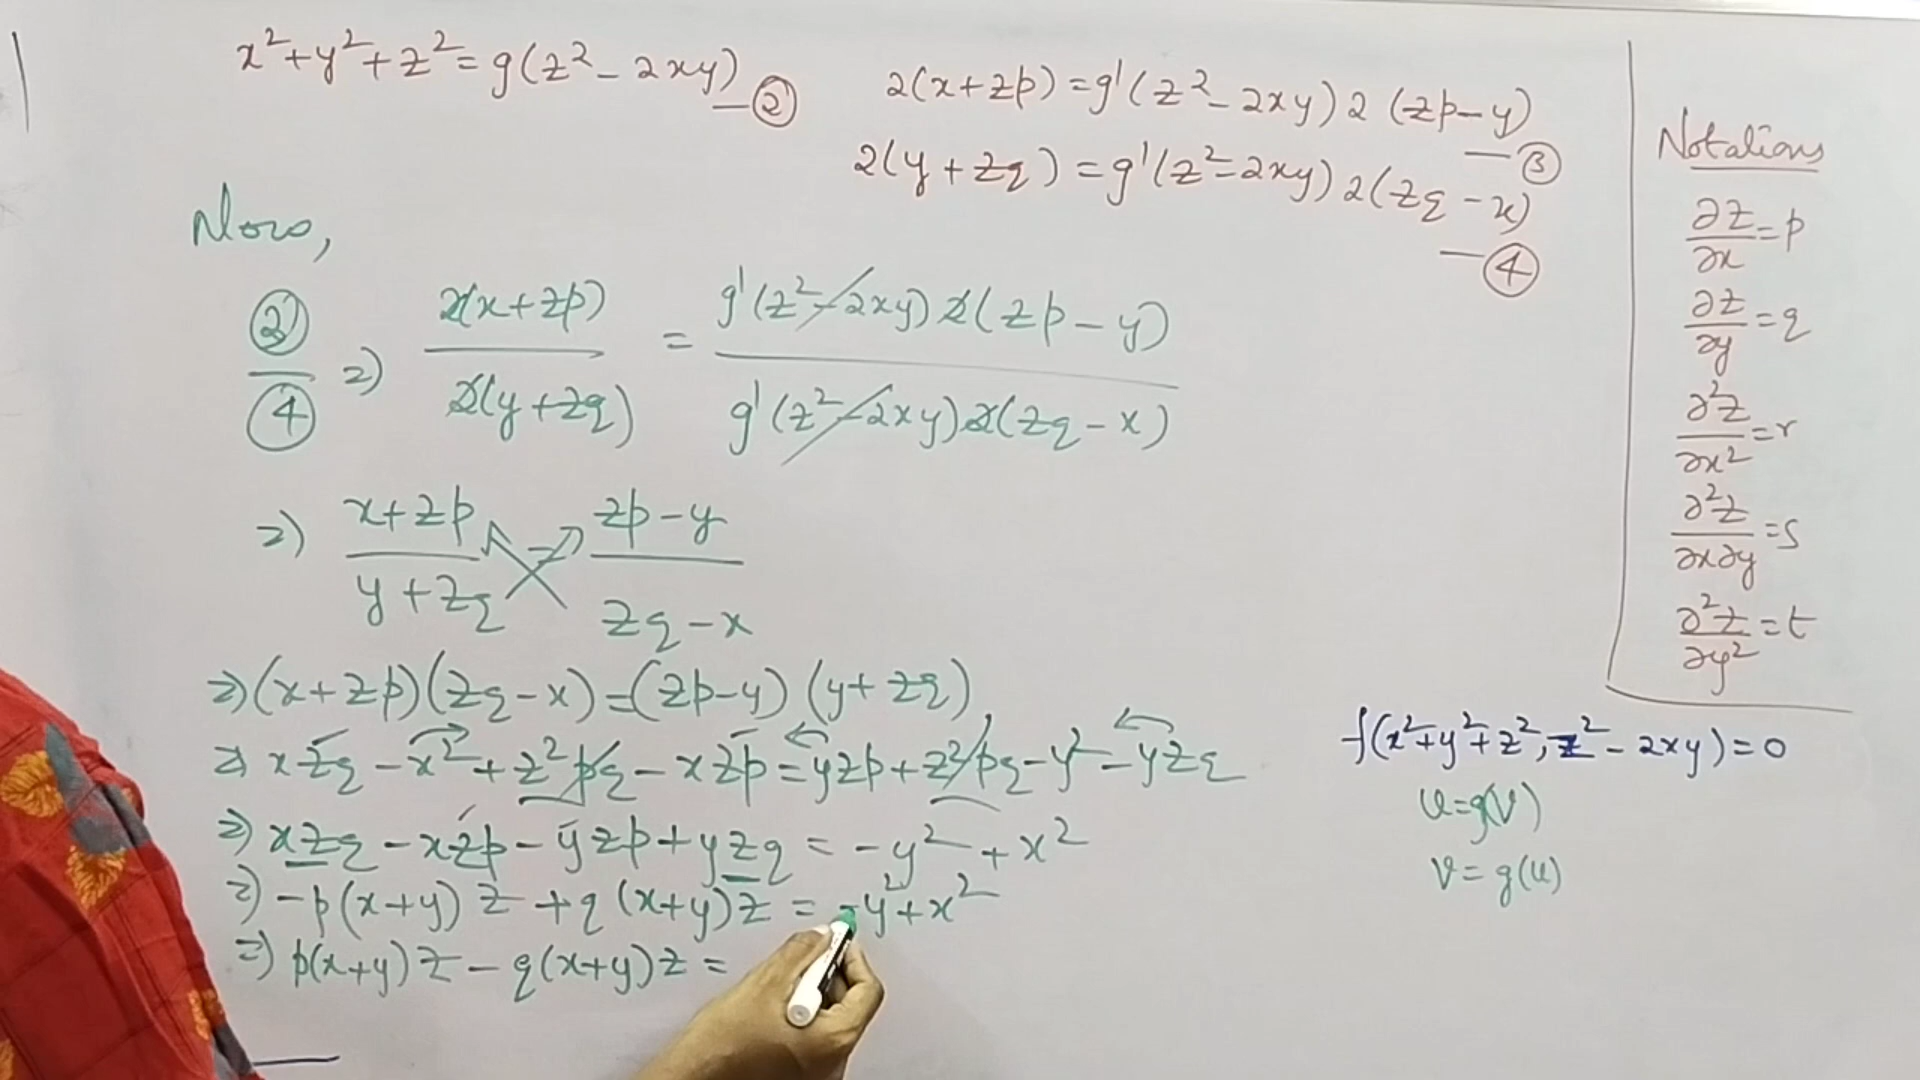 x²+y²+z²=g(z²-2xy) —②
2(x+zp)=g'(z²-2xy)2(zp-y) —③
2(y+zq)=g'(z²-2xy)2(zq-x) —④
Now,
②/④ ⇒ 2(x+zp)/2(y+zq) = g'(z²-2xy)2(zp-y)/g'(z²-2xy)2(zq-x)
⇒ x+zp/y+zq zp-y/zq-x
⇒(x+zp)(zq-x)=(zp-y)(y+zq)
⇒ xzq-x²+z²pq-xzp=yzp+z²pq-y²-yzq
⇒ xzq-xzp-yzp+yzq=-y²+x²
⇒ -p(x+y)z+q(x+y)z=-y²+x²
⇒ p(x+y)z-q(x+y)z=
Notations
∂z/∂x=p
∂z/∂y=q
∂²z/∂x²=r
∂²z/∂x∂y=s
∂²z/∂y²=t
f(x²+y²+z², z²-2xy)=0
u=g(v)
v=g(u)